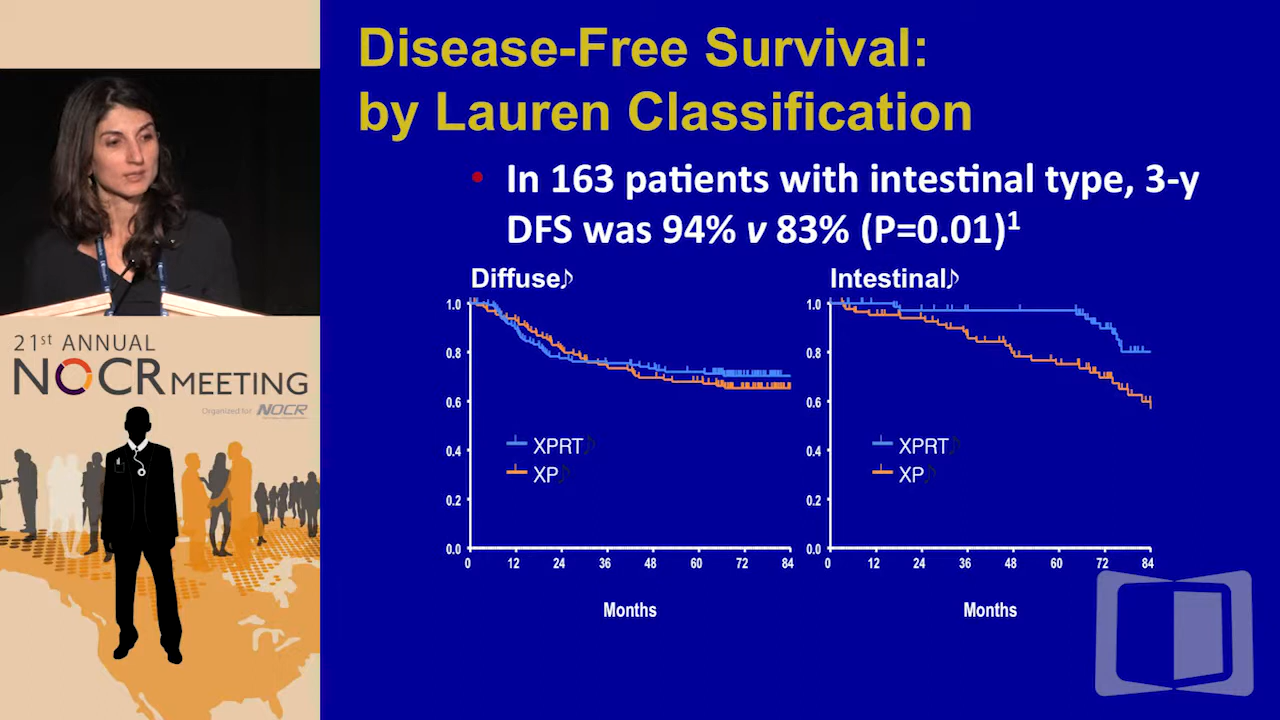 Disease-Free Survival:
by Lauren Classification
• In 163 patients with intestinal type, 3-y
DFS was 94% v 83% (P=0.01)1
Diffuse♪
1.0
0.8
0.6
0.4
0.2
0.0
XPRT♪
XP♪
0 12 24 36 48 60 72 84
Months
Intestinal♪
1.0
0.8
0.6
0.4
0.2
0.0
XPRT♪
XP♪
0 12 24 36 48 60 72 84
Months
21st ANNUAL
NOCR MEETING
Organized for NOCR